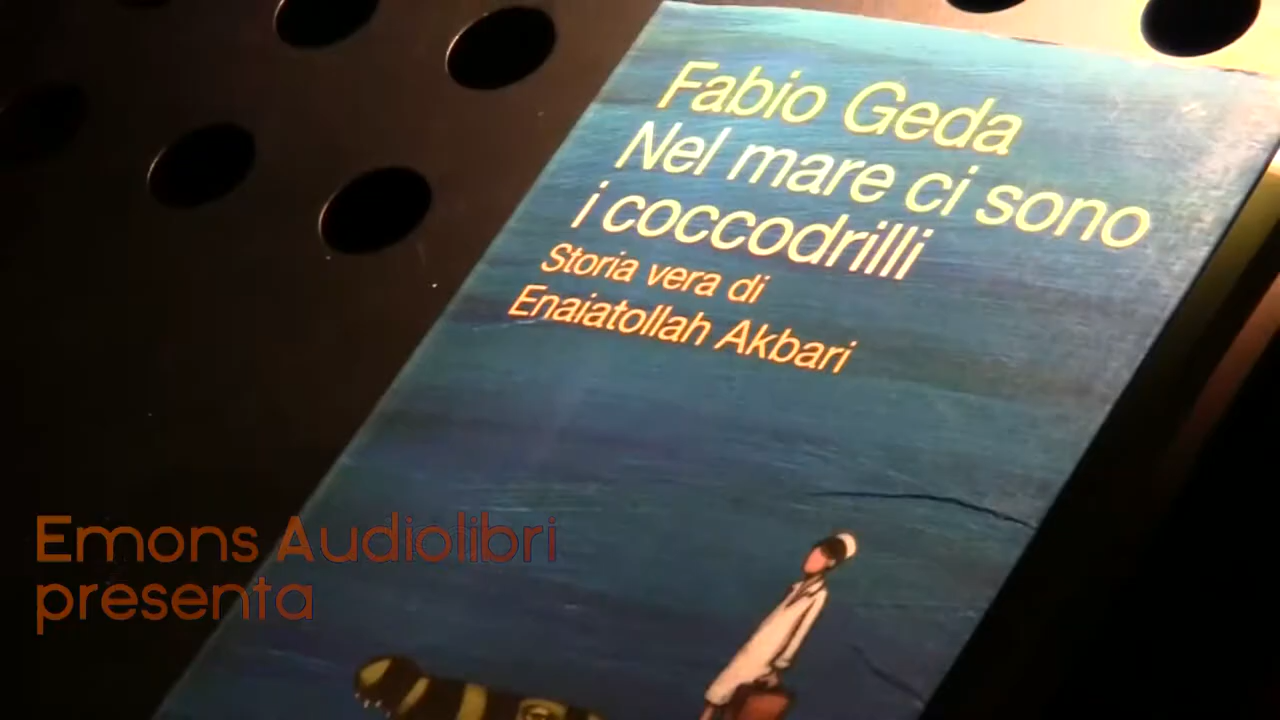 Fabio Geda
Nel mare ci sono
i coccodrilli
Storia vera di
Enaiatollah Akbari
Emons Audiolibri
presenta